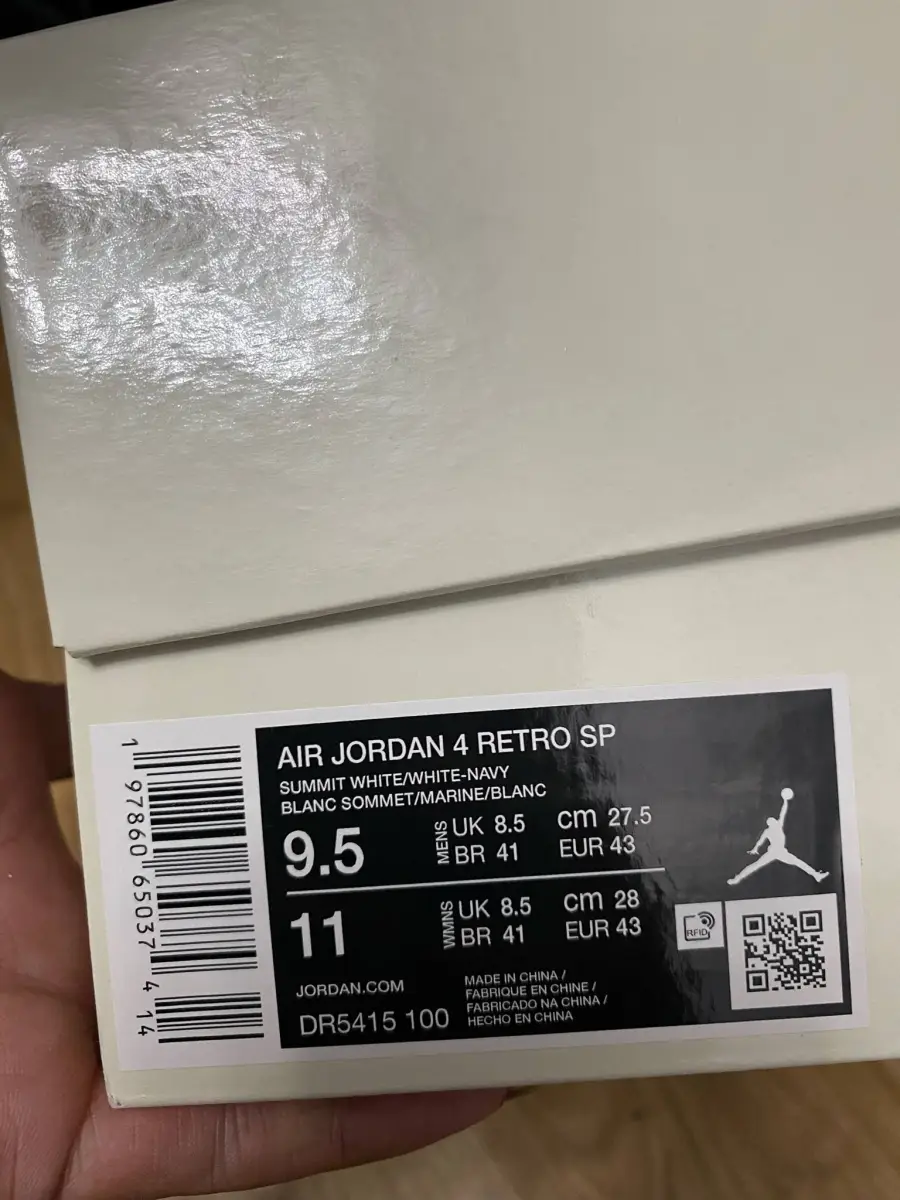 AIR JORDAN 4 RETRO SP
SUMMIT WHITE/WHITE-NAVY
BLANC SOMMET/MARINE/BLANC
9.5 MENS UK 8.5 cm 27.5
BR 41 EUR 43
11 WMNS UK 8.5 cm 28
BR 41 EUR 43
RFID
JORDAN.COM
DR5415 100
MADE IN CHINA /
FABRIQUE EN CHINE /
FABRICADO NA CHINA /
HECHO EN CHINA
1 97860 65037 4 14